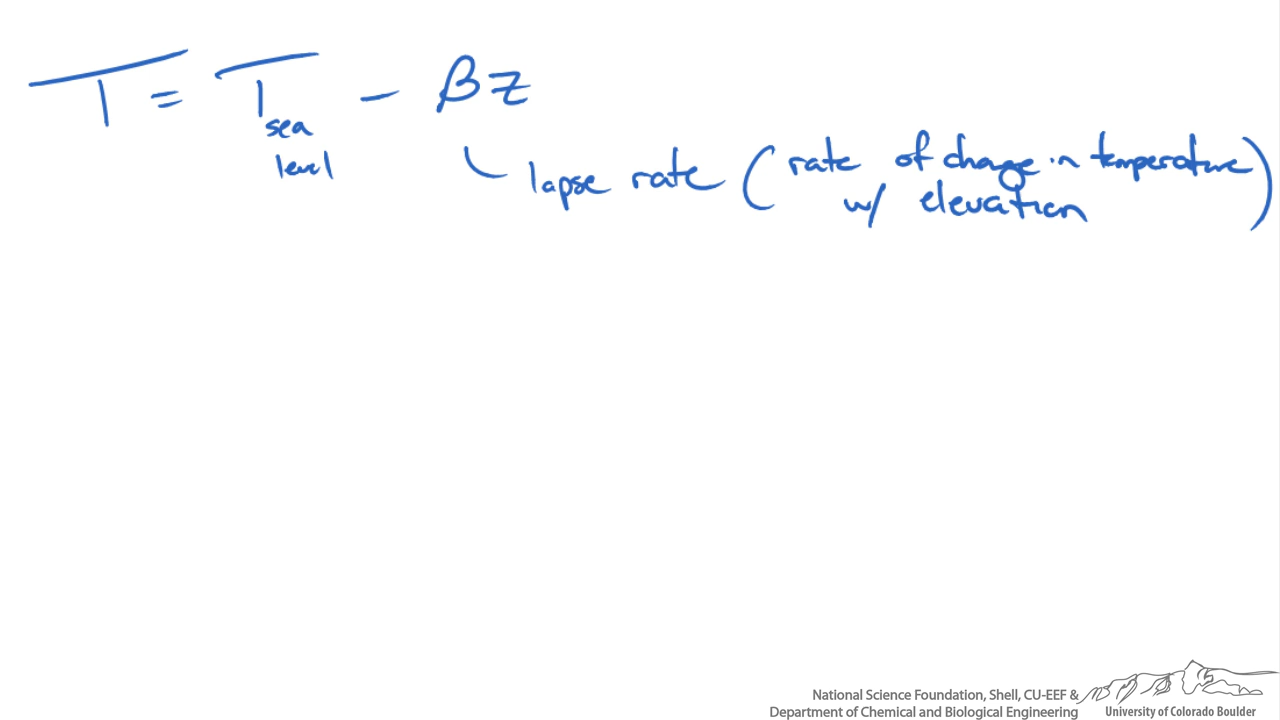 T = T sea level - βz
lapse rate (rate of change in temperature
w/ elevation)
National Science Foundation, Shell, CU-EEF &
Department of Chemical and Biological Engineering
University of Colorado Boulder